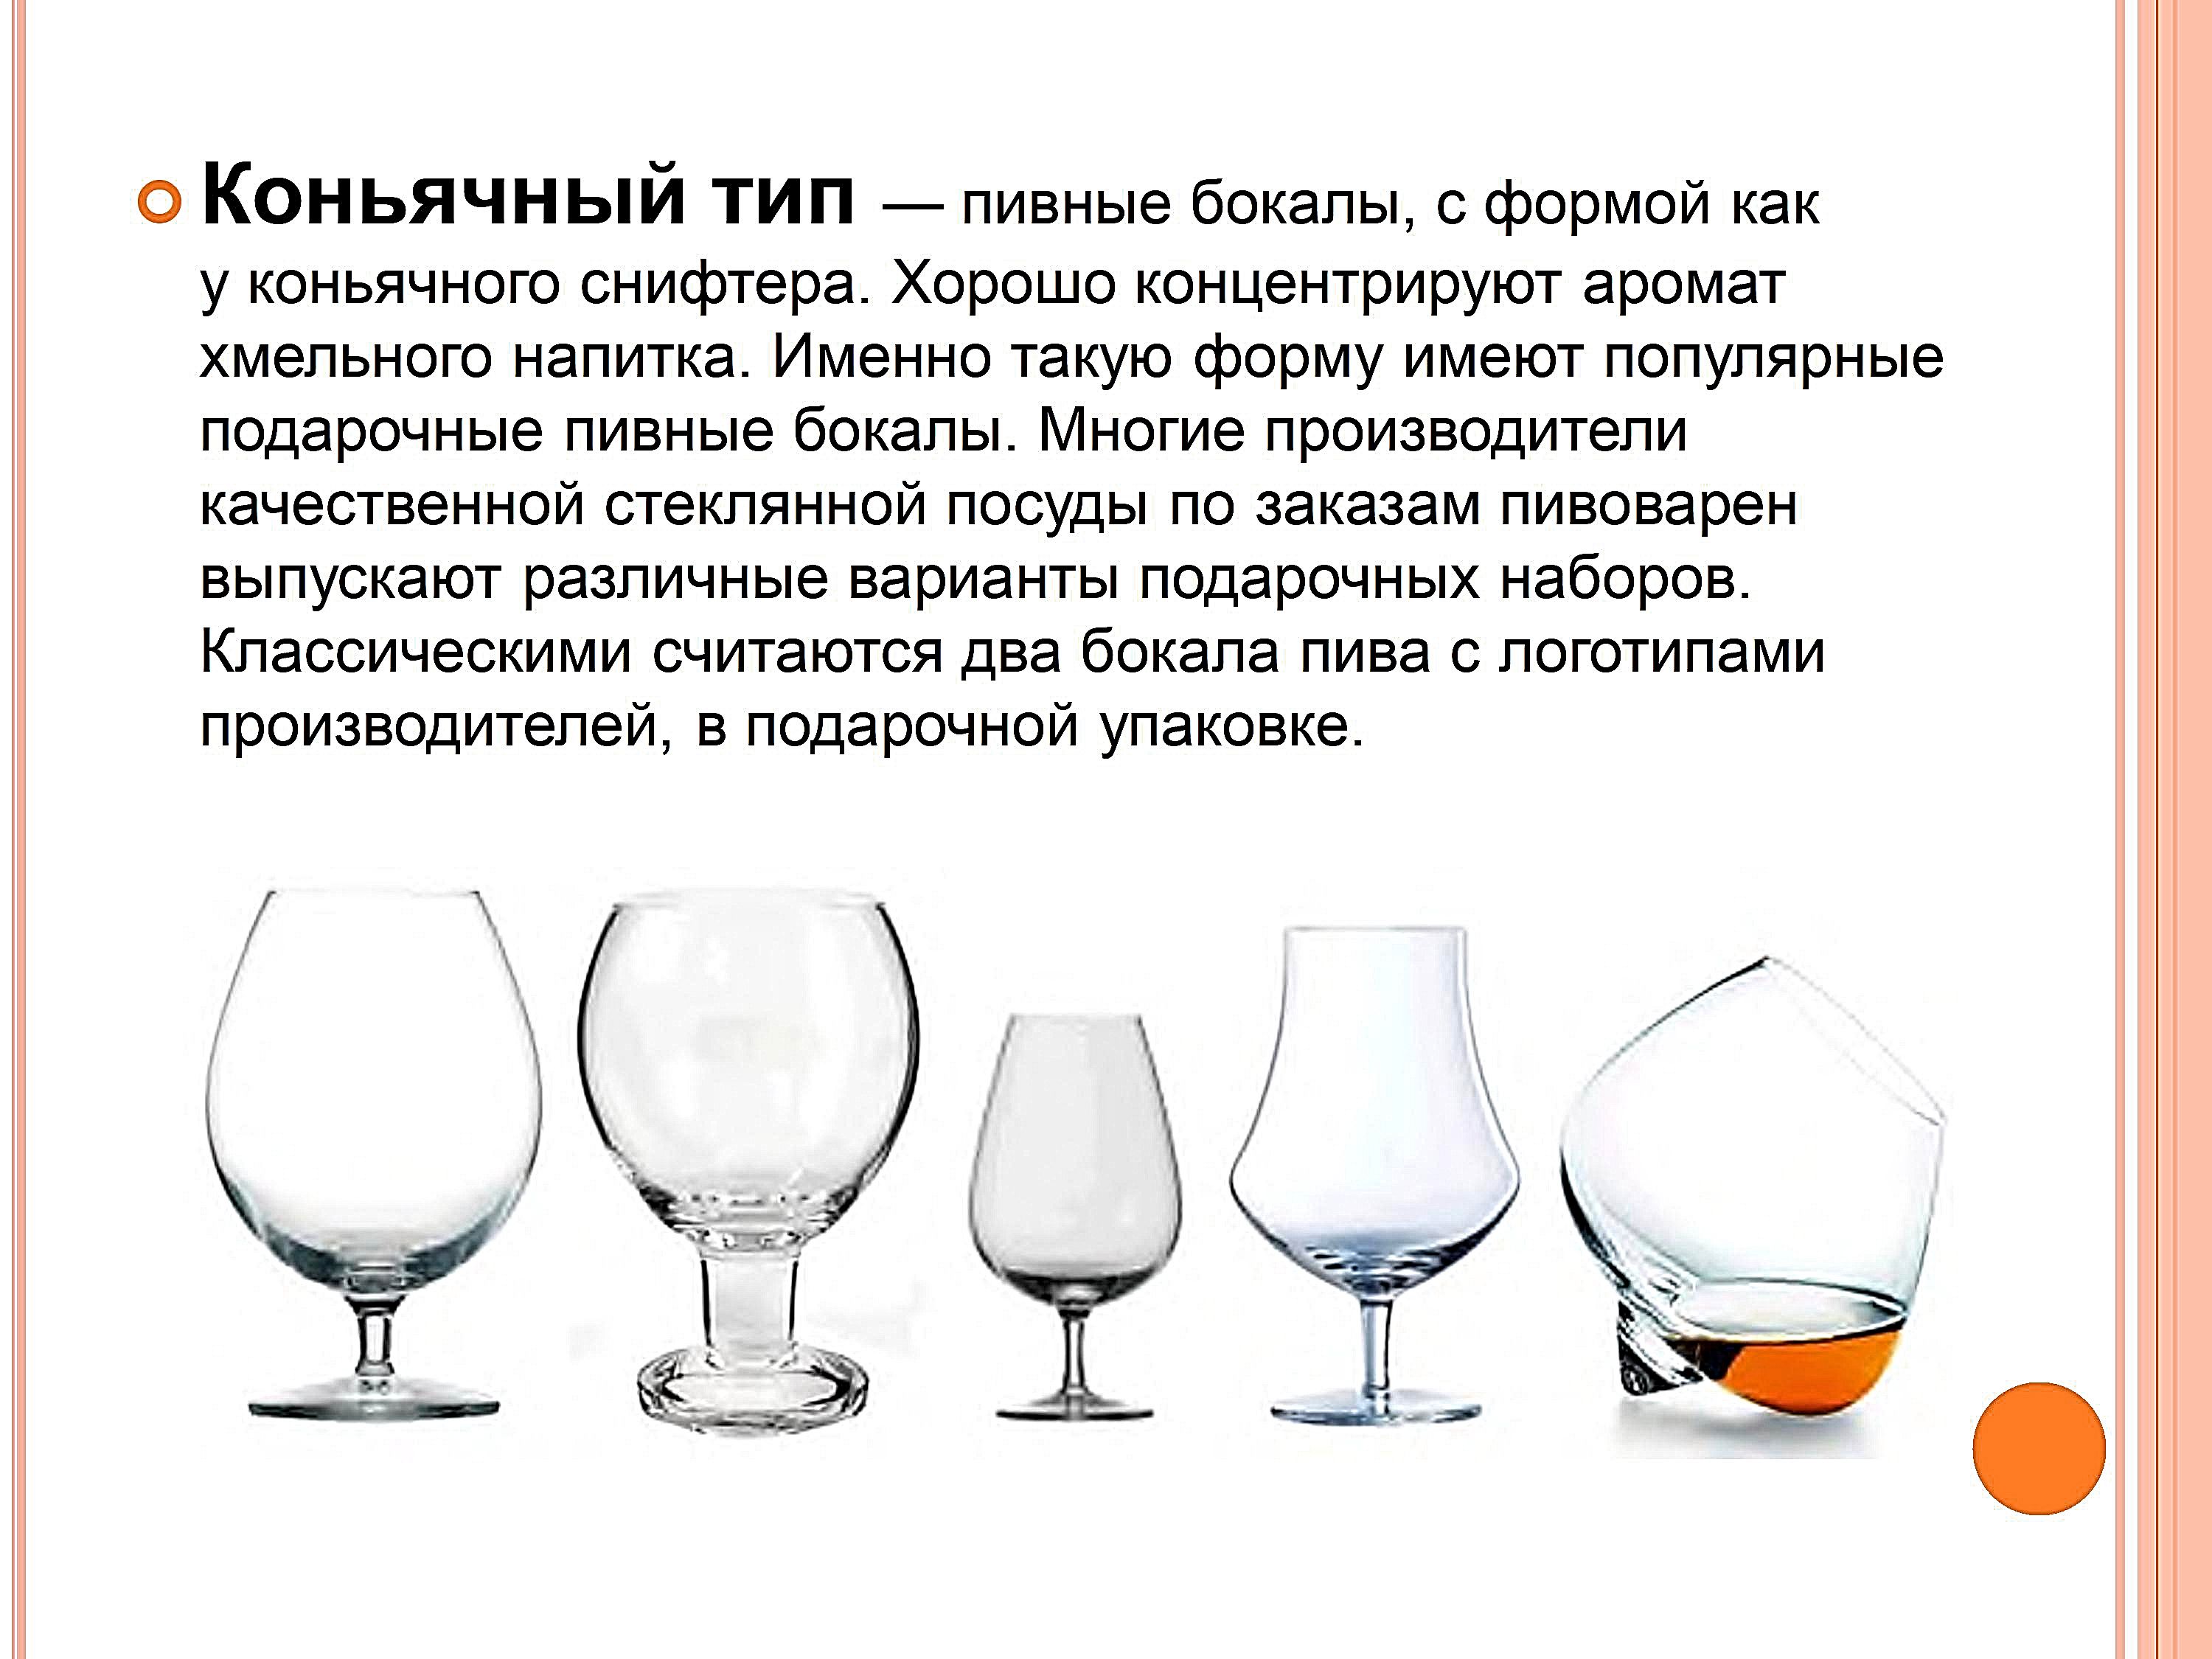 Коньячный тип — пивные бокалы, с формой как
у коньячного снифтера. Хорошо концентрируют аромат
хмельного напитка. Именно такую форму имеют популярные
подарочные пивные бокалы. Многие производители
качественной стеклянной посуды по заказам пивоварен
выпускают различные варианты подарочных наборов.
Классическими считаются два бокала пива с логотипами
производителей, в подарочной упаковке.